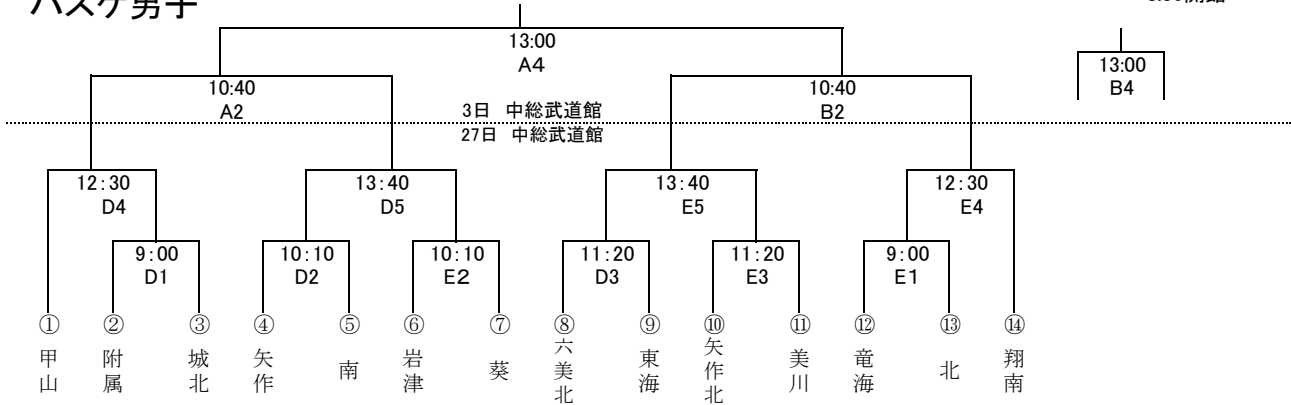 バスケ男子
13:00
A4
13:00
B4
10:40
A2
10:40
B2
3日 中総武道館
27日 中総武道館
12:30
D4
13:40
D5
13:40
E5
12:30
E4
9:00
D1
10:10
D2
10:10
E2
11:20
D3
11:20
E3
9:00
E1
① ② ③ ④ ⑤ ⑥ ⑦ ⑧ ⑨ ⑩ ⑪ ⑫ ⑬ ⑭
甲山
附属
城北
矢作
南
岩津
葵
六美北
東海
矢作北
美川
竜海
北
翔南